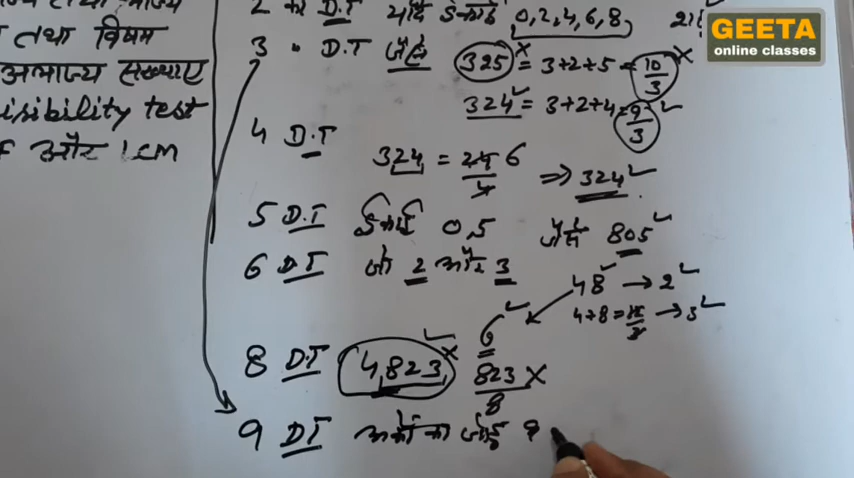 2 का D.T यदि इकाई 0,2,4,6,8,
3 " D.T जैसे 325 × = 3+2+5 = 10/3 ×
324 ✓ = 3+2+4 = 9/3 ✓
तथा विषम
अभाज्य संख्याए
isibility test
F और LCM
4 D.T
324 = 24/4 6 ⇒ 324 ✓
5 D.T इकाई 0,5 जैसे 805 ✓
6 D.T जो 2 और 3
48 ✓ → 2 ✓
4+8 = 12/3 → 3 ✓
6 ✓
8 D.T 4,823 × 823/8 ×
9 D.T अंकों का जोड़ 9
GEETA
online classes